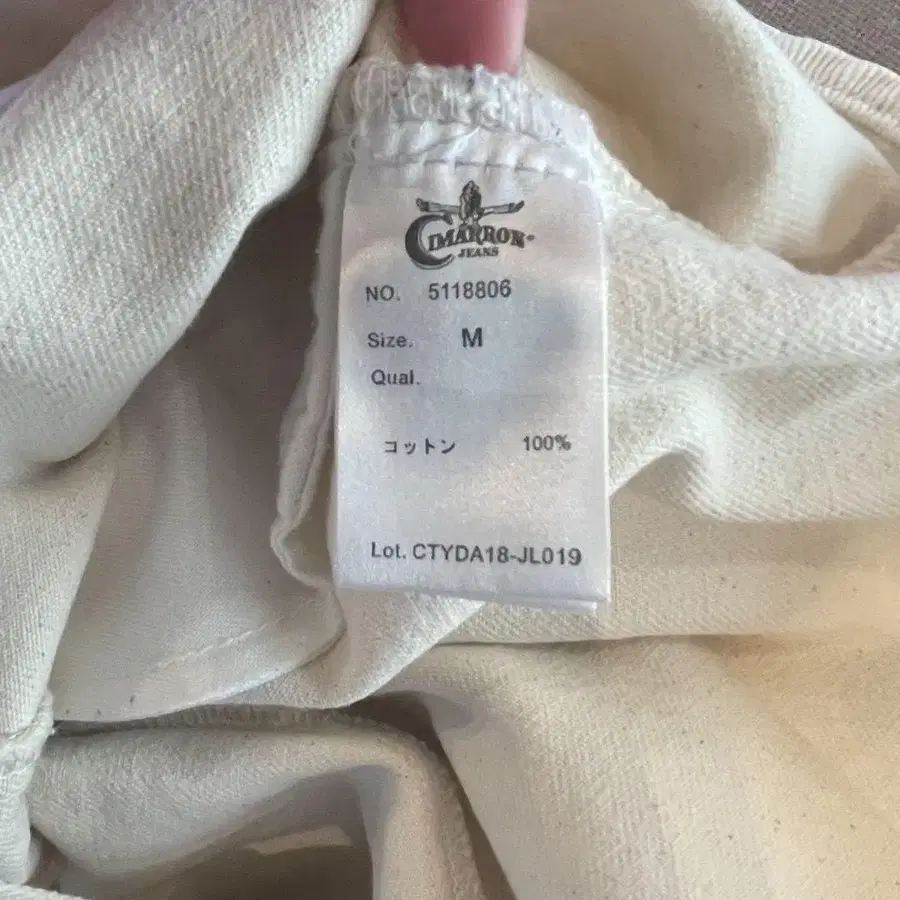 CIMARRON®
JEANS
NO. 5118806
Size. M
Qual.
コットン 100%
Lot. CTYDA18-JL019